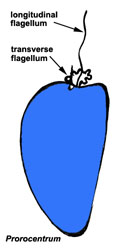 longitudinal
flagellum
transverse
flagellum
Prorocentrum